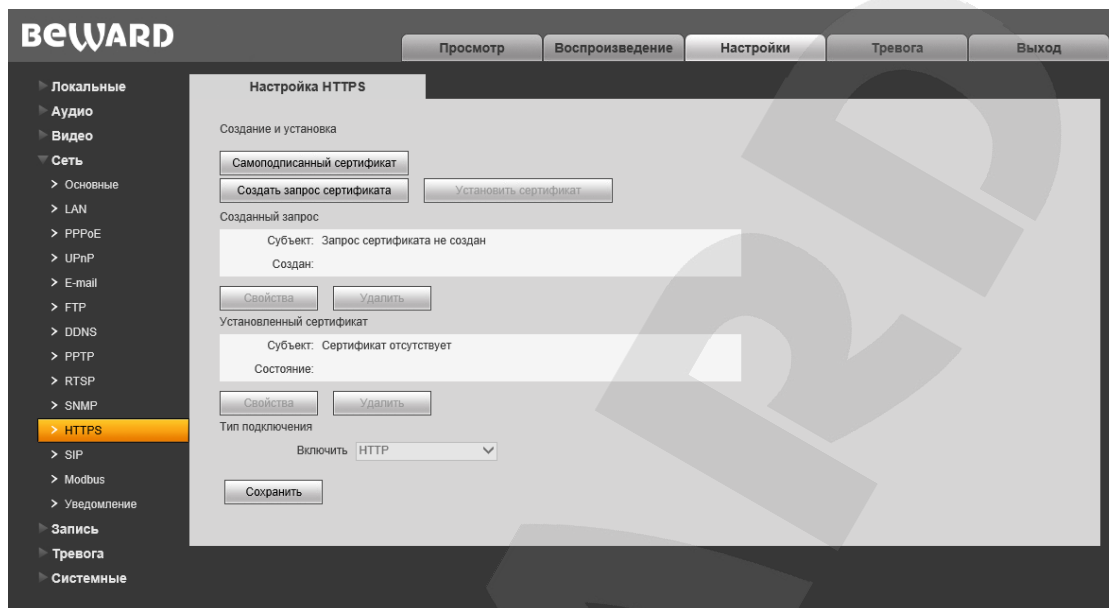 BEWARD
Просмотр
Воспроизведение
Настройки
Тревога
Выход
Локальные
Аудио
Видео
Сеть
Основные
LAN
PPPoE
UPnP
E-mail
FTP
DDNS
PPTP
RTSP
SNMP
HTTPS
SIP
Modbus
Уведомление
Запись
Тревога
Системные
Настройка HTTPS
Создание и установка
Самоподписанный сертификат
Создать запрос сертификата Установить сертификат
Созданный запрос
Субъект: Запрос сертификата не создан
Создан:
Свойства Удалить
Установленный сертификат
Субъект: Сертификат отсутствует
Состояние:
Свойства Удалить
Тип подключения
Включить HTTP
Сохранить